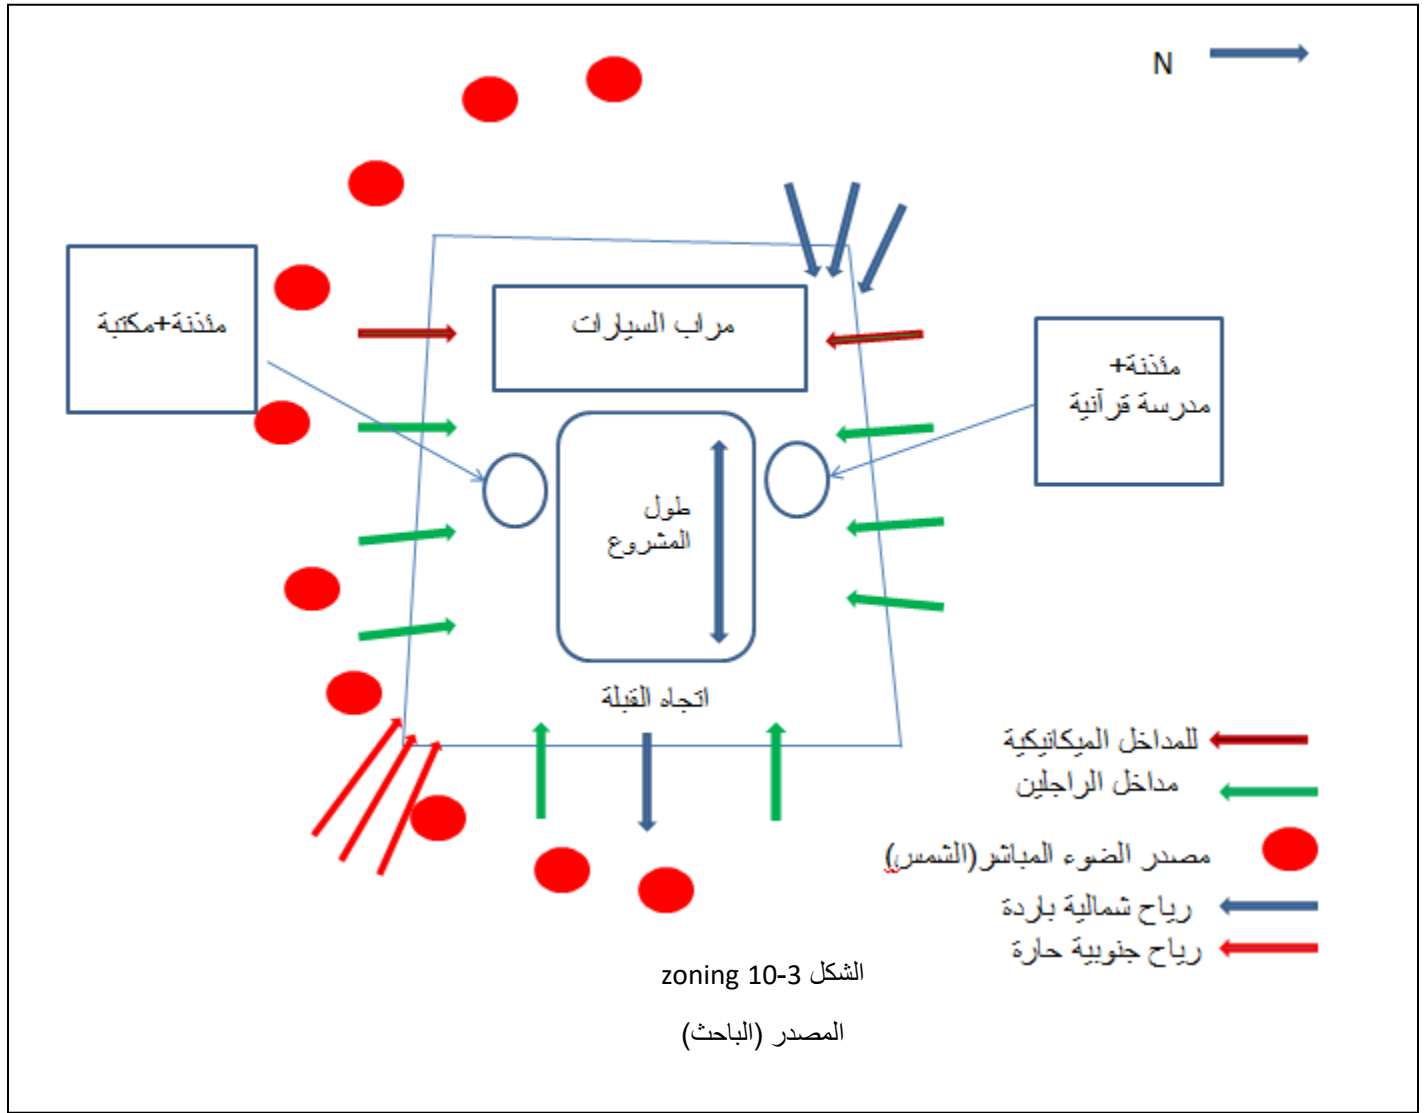 N
مئذنة+مكتبة
مراب السيارات
مئذنة+
مدرسة قرآنية
طول
المشروع
اتجاه القبلة
للمداخل الميكانيكية
مداخل الراجلين
مصدر الضوء المباشر(الشمس)
رياح شمالية باردة
رياح جنوبية حارة
الشكل 3-10 zoning
المصدر (الباحث)